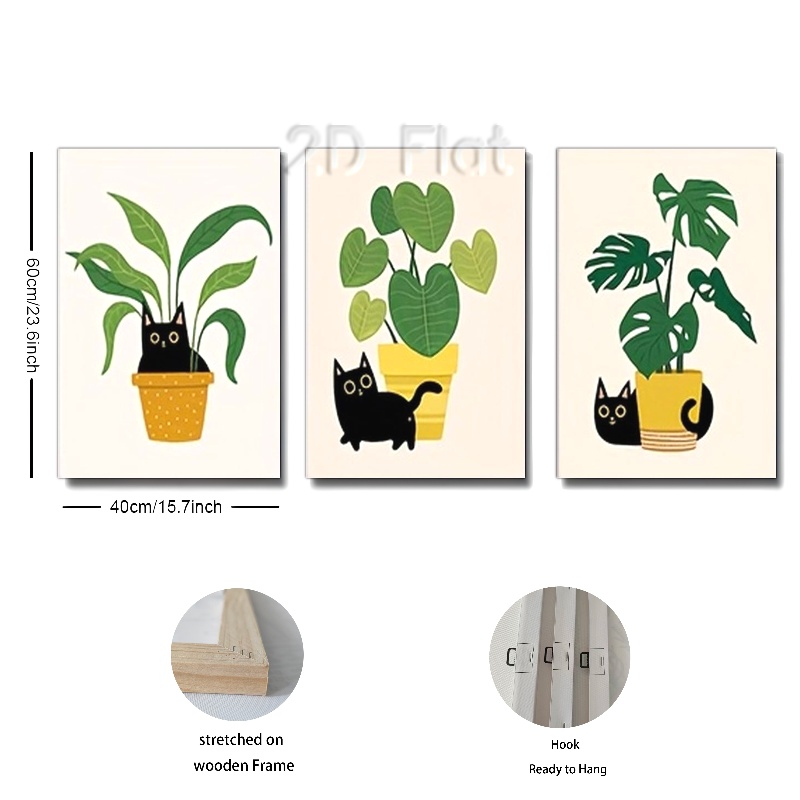 2D Flat
60cm/23.6inch
40cm/15.7inch
stretched on
wooden Frame
Hook
Ready to Hang